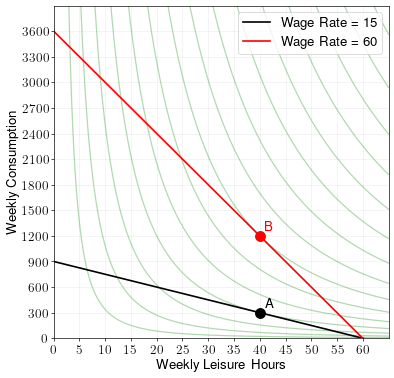 Wage Rate = 15
Wage Rate = 60
Weekly Consumption
3600
3300
3000
2700
2400
2100
1800
1500
1200
900
600
300
0
B
A
0 5 10 15 20 25 30 35 40 45 50 55 60
Weekly Leisure Hours